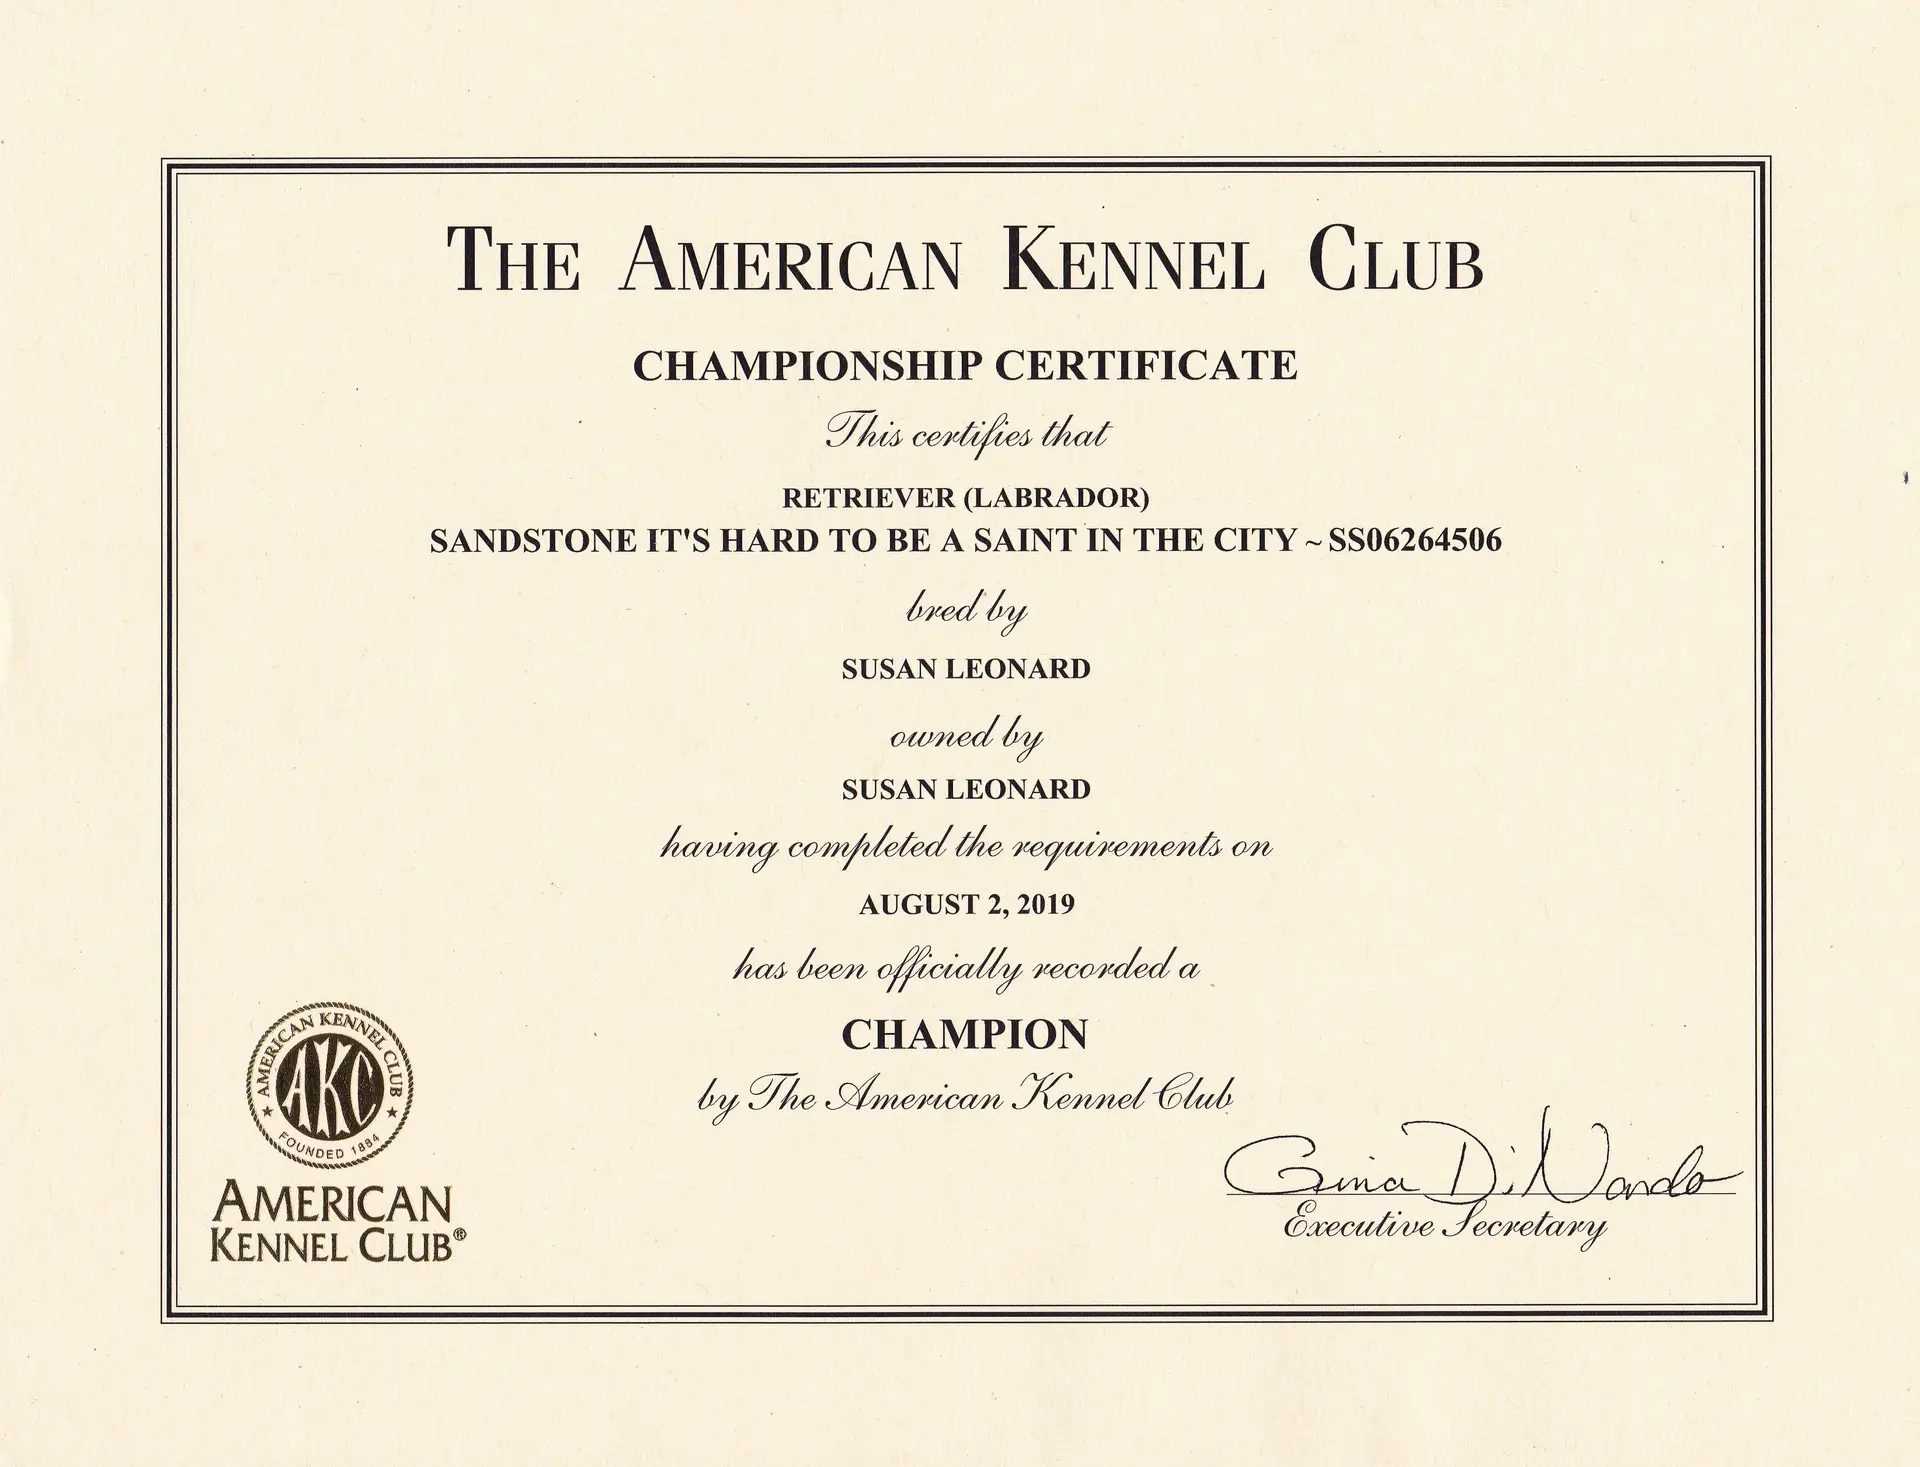 THE AMERICAN KENNEL CLUB
CHAMPIONSHIP CERTIFICATE
This certifies that
RETRIEVER (LABRADOR)
SANDSTONE IT'S HARD TO BE A SAINT IN THE CITY ~ SS06264506
bred by
SUSAN LEONARD
owned by
SUSAN LEONARD
having completed the requirements on
AUGUST 2, 2019
has been officially recorded a
CHAMPION
by The American Kennel Club
AMERICAN KENNEL CLUB
AKC
FOUNDED 1884
AMERICAN
KENNEL CLUB®
Gina DiNardo
Executive Secretary